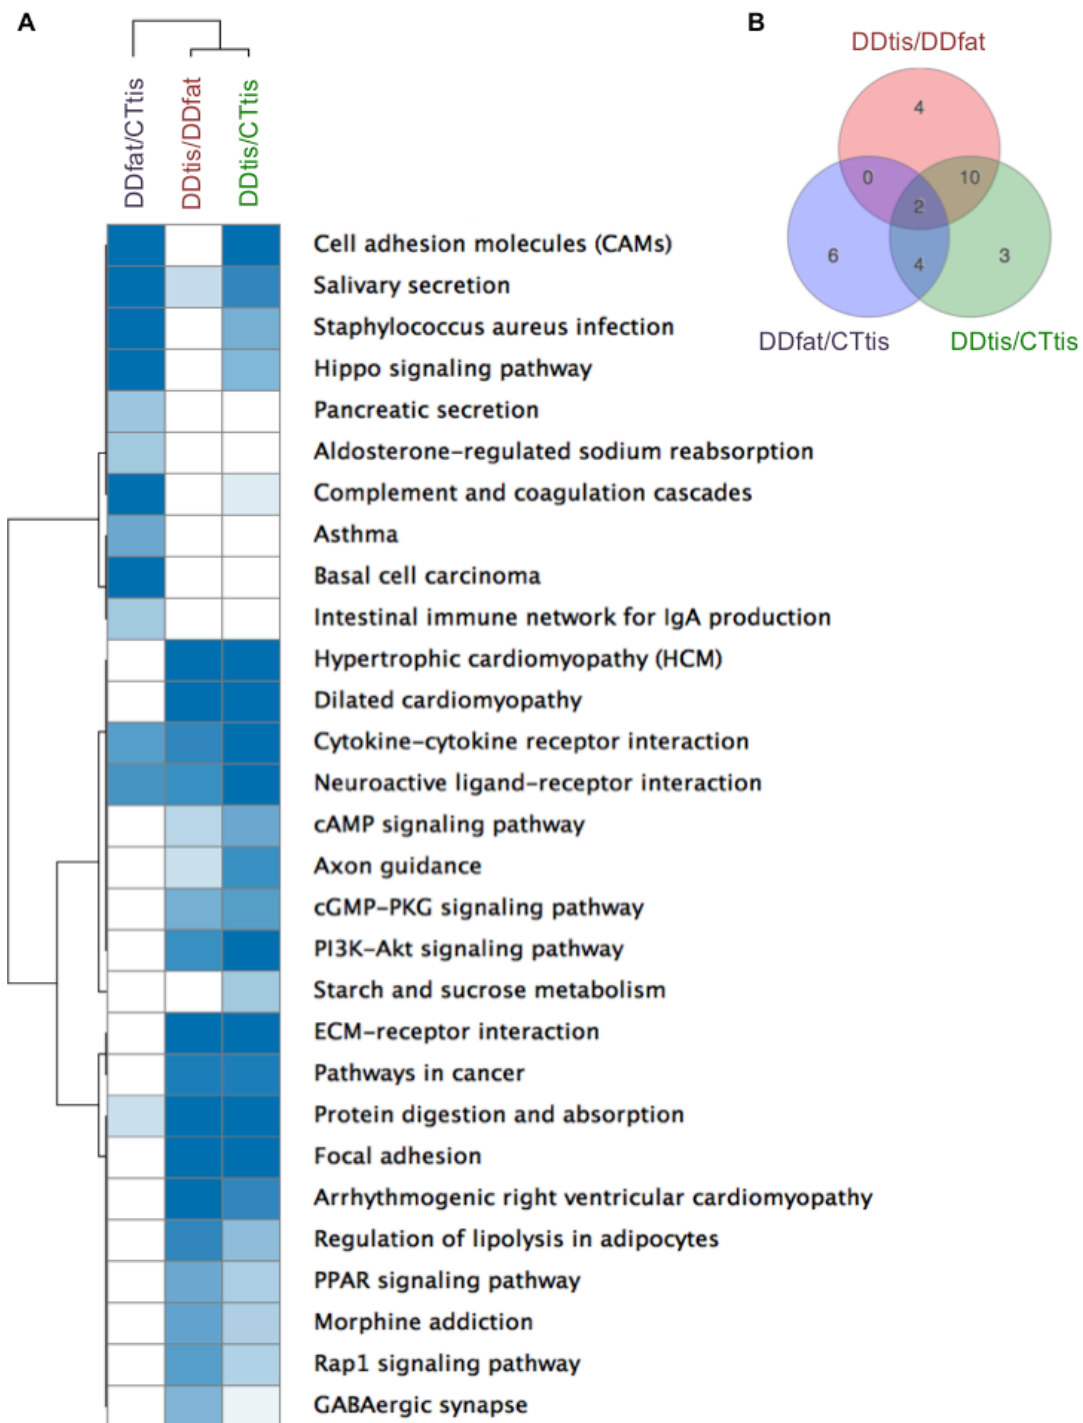 A
DDfat/CTtis
DDtis/DDfat
DDtis/CTtis
Cell adhesion molecules (CAMs)
Salivary secretion
Staphylococcus aureus infection
Hippo signaling pathway
Pancreatic secretion
Aldosterone-regulated sodium reabsorption
Complement and coagulation cascades
Asthma
Basal cell carcinoma
Intestinal immune network for IgA production
Hypertrophic cardiomyopathy (HCM)
Dilated cardiomyopathy
Cytokine-cytokine receptor interaction
Neuroactive ligand-receptor interaction
cAMP signaling pathway
Axon guidance
cGMP-PKG signaling pathway
PI3K-Akt signaling pathway
Starch and sucrose metabolism
ECM-receptor interaction
Pathways in cancer
Protein digestion and absorption
Focal adhesion
Arrhythmogenic right ventricular cardiomyopathy
Regulation of lipolysis in adipocytes
PPAR signaling pathway
Morphine addiction
Rap1 signaling pathway
GABAergic synapse
B
DDtis/DDfat
4
0
10
2
6
4
3
DDfat/CTtis
DDtis/CTtis